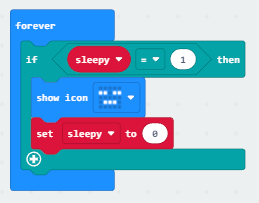 forever
if sleepy = 1 then
show icon
set sleepy to 0